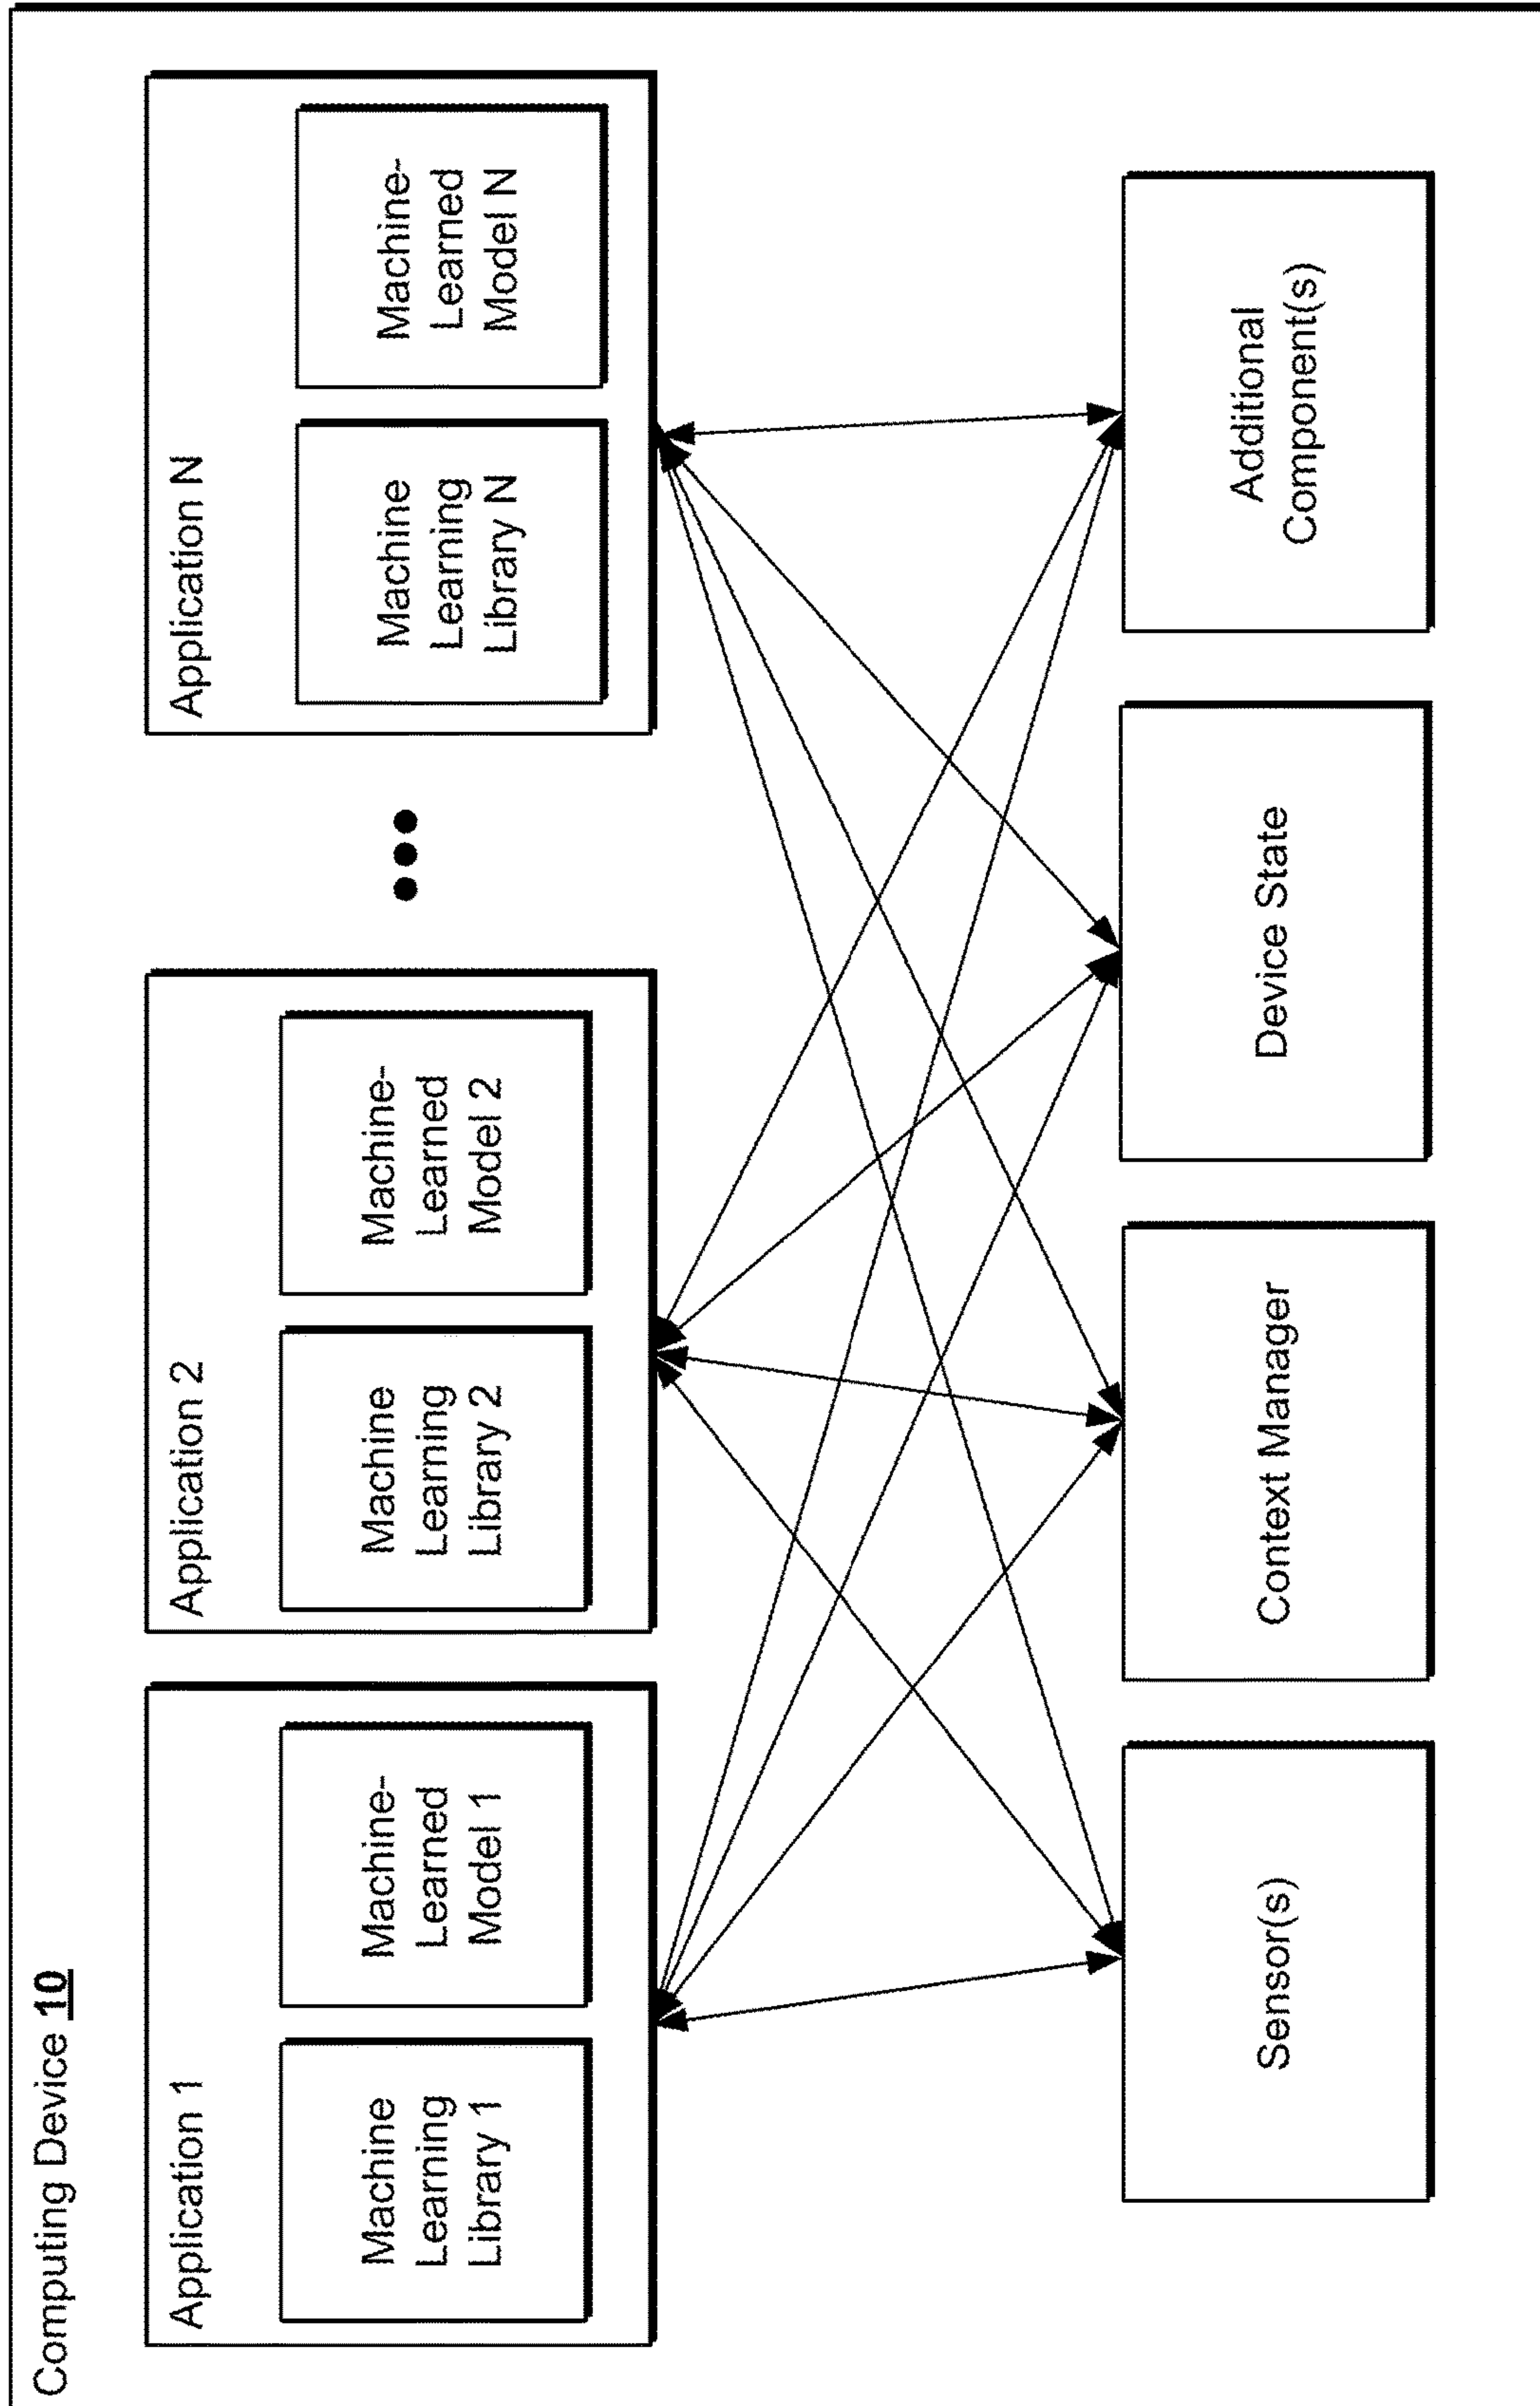 Computing Device 10
Application 1
Machine
Learning
Library 1
Machine-
Learned
Model 1
Application 2
Machine
Learning
Library 2
Machine-
Learned
Model 2
Application N
Machine
Learning
Library N
Machine-
Learned
Model N
Sensor(s)
Context Manager
Device State
Additional
Component(s)